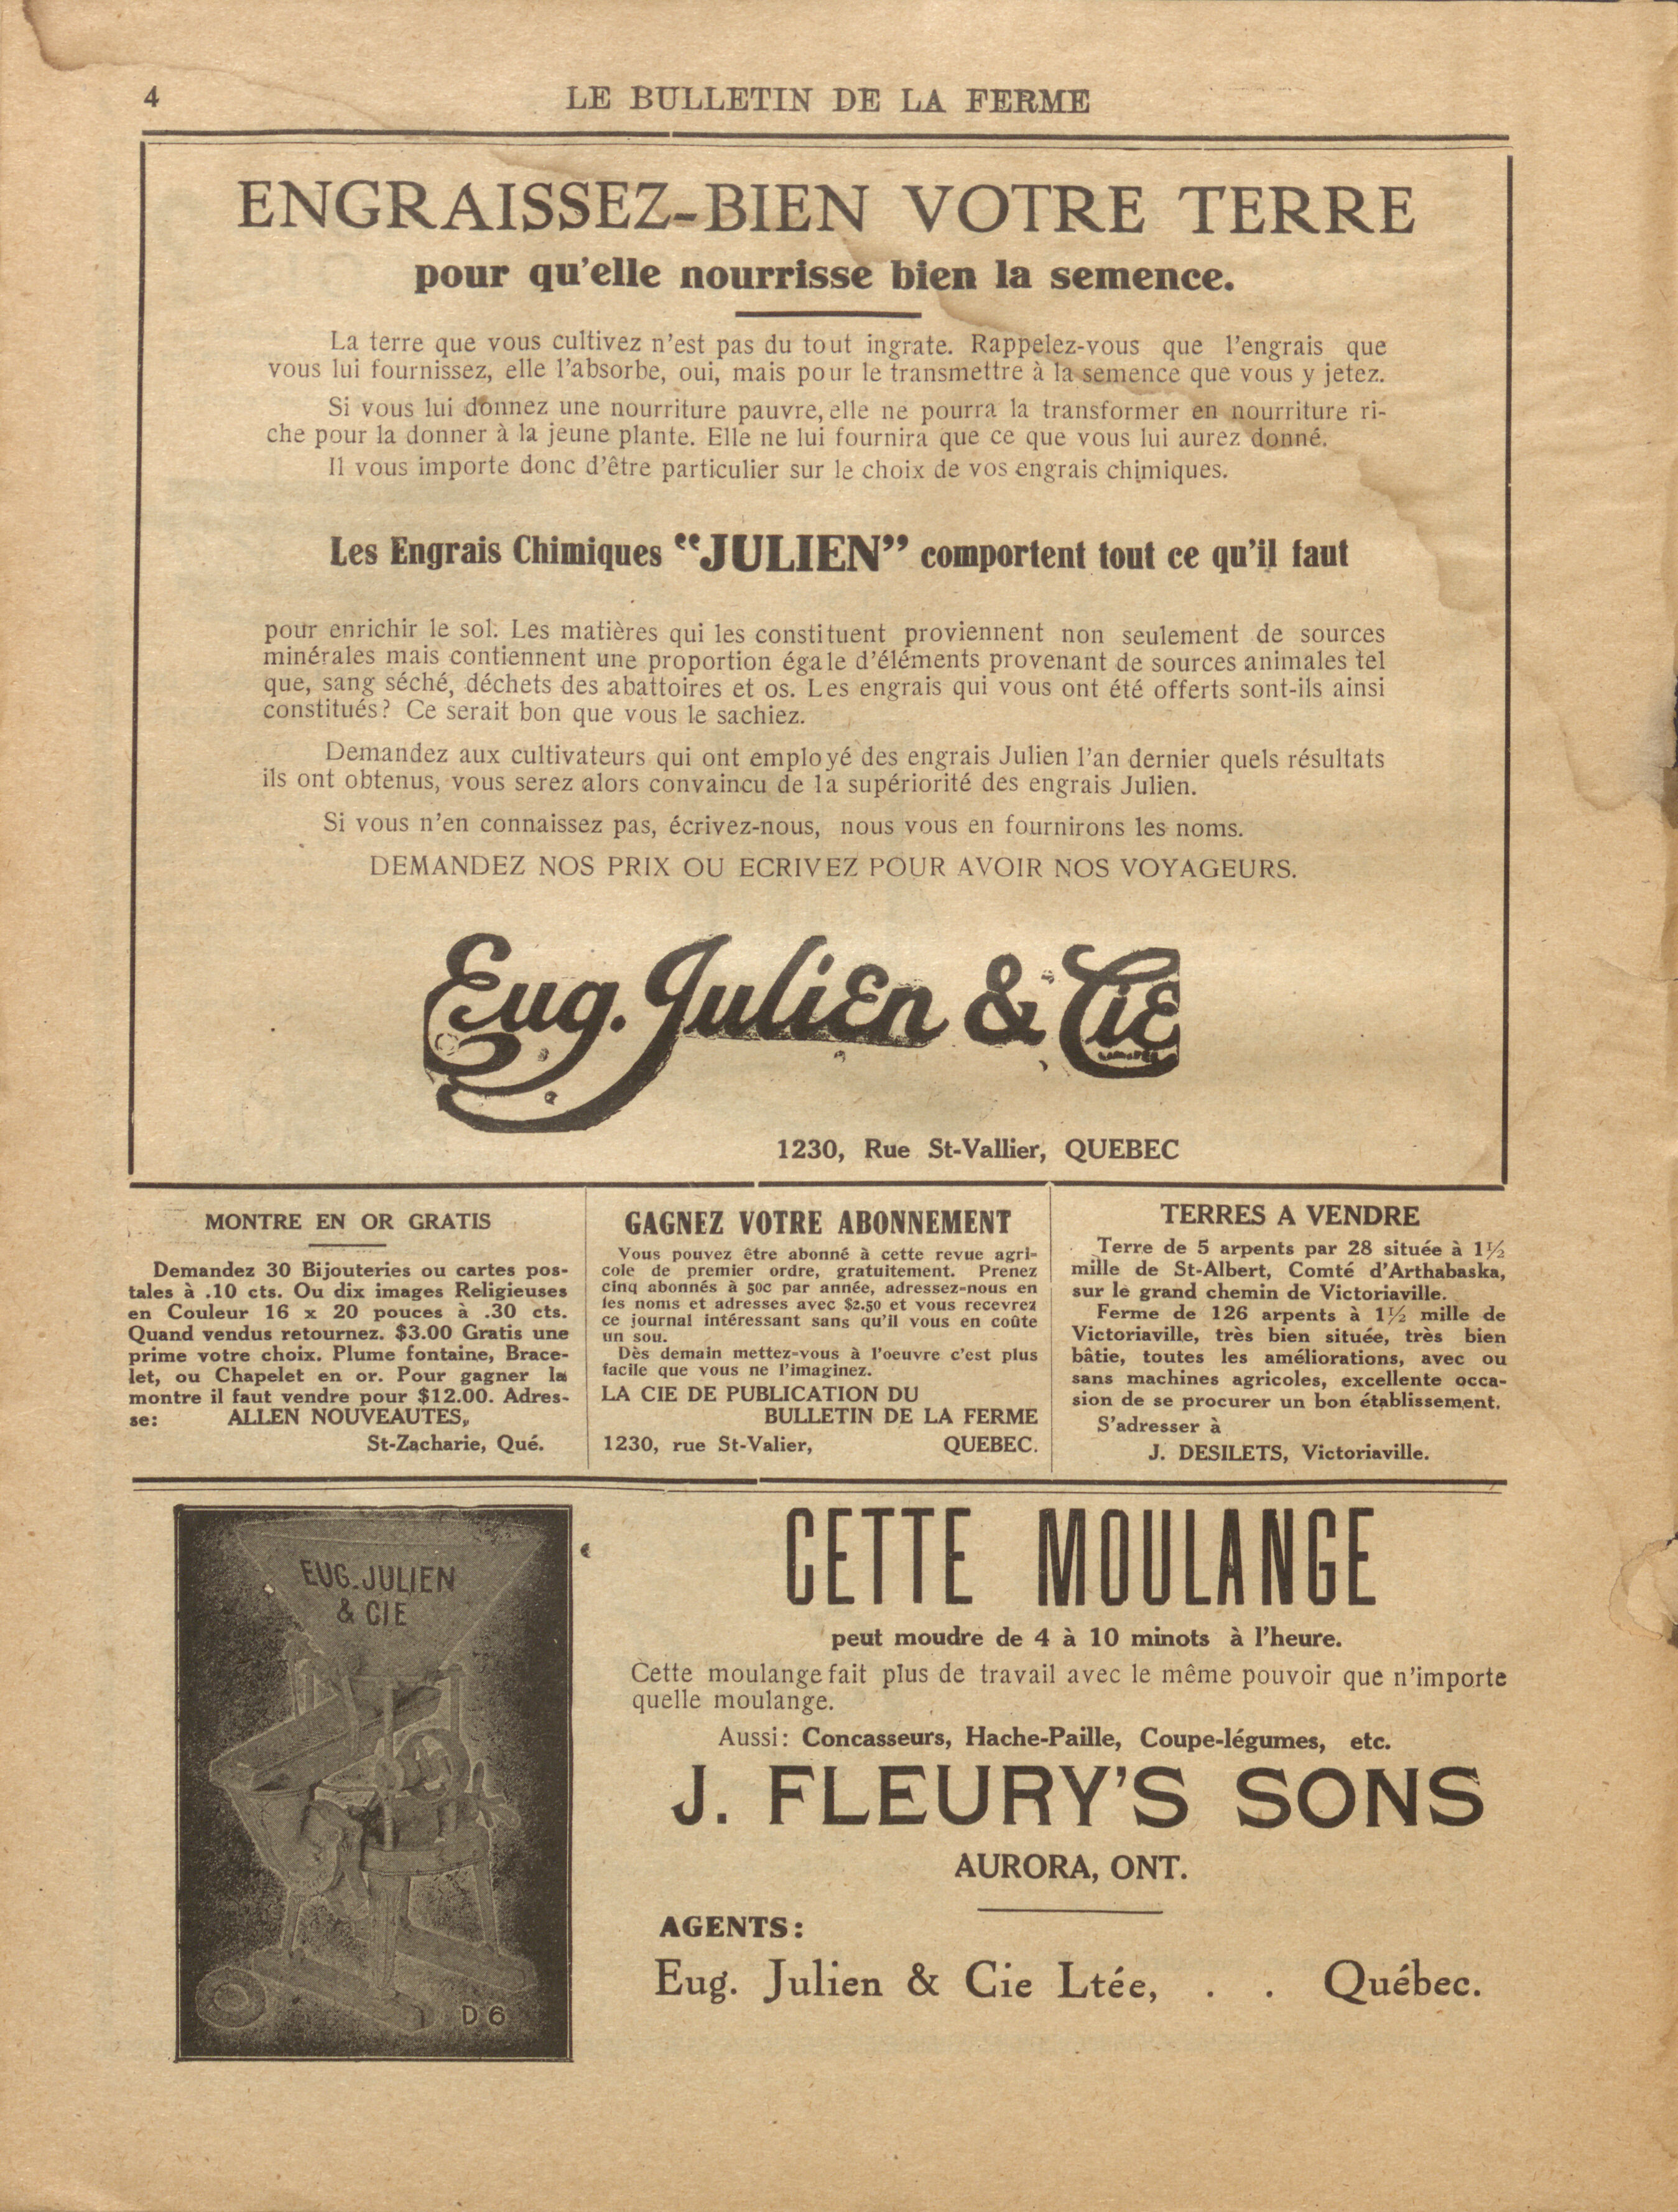 4
LE BULLETIN DE LA FERME
ENGRAISSEZ-BIEN VOTRE TERRE
pour qu'elle nourrisse bien la semence.
La terre que vous cultivez n'est pas du tout ingrate. Rappelez-vous que l'engrais que
vous lui fournissez, elle l'absorbe, oui, mais pour le transmettre à la semence que vous y jetez.
Si vous lui donnez une nourriture pauvre, elle ne pourra la transformer en nourriture ri-
che pour la donner à la jeune plante. Elle ne lui fournira que ce que vous lui aurez donné.
Il vous importe donc d'être particulier sur le choix de vos engrais chimiques.
Les Engrais Chimiques "JULIEN" comportent tout ce qu'il faut
pour enrichir le sol. Les matières qui les constituent proviennent non seulement de sources
minérales mais contiennent une proportion égale d'éléments provenant de sources animales tel
que, sang séché, déchets des abattoires et os. Les engrais qui vous ont été offerts sont-ils ainsi
constitués? Ce serait bon que vous le sachiez.
Demandez aux cultivateurs qui ont employé des engrais Julien l'an dernier quels résultats
ils ont obtenus, vous serez alors convaincu de la supériorité des engrais Julien.
Si vous n'en connaissez pas, écrivez-nous, nous vous en fournirons les noms.
DEMANDEZ NOS PRIX OU ECRIVEZ POUR AVOIR NOS VOYAGEURS.
Eug. Julien & Cie
1230, Rue St-Vallier, QUEBEC
MONTRE EN OR GRATIS
Demandez 30 Bijouteries ou cartes pos-
tales à .10 cts. Ou dix images Religieuses
en Couleur 16 x 20 pouces à .30 cts.
Quand vendus retournez. $3.00 Gratis une
prime votre choix. Plume fontaine, Brace-
let, ou Chapelet en or. Pour gagner la
montre il faut vendre pour $12.00. Adres-
se: ALLEN NOUVEAUTES,
St-Zacharie, Qué.
GAGNEZ VOTRE ABONNEMENT
Vous pouvez être abonné à cette revue agri-
cole de premier ordre, gratuitement. Prenez
cinq abonnés à 50c par année, adressez-nous en
les noms et adresses avec $2.50 et vous recevrez
ce journal intéressant sans qu'il vous en coûte
un sou.
Dès demain mettez-vous à l'oeuvre c'est plus
facile que vous ne l'imaginez.
LA CIE DE PUBLICATION DU
BULLETIN DE LA FERME
1230, rue St-Valier, QUEBEC.
TERRES A VENDRE
Terre de 5 arpents par 28 située à 1½
mille de St-Albert, Comté d'Arthabaska,
sur le grand chemin de Victoriaville.
Ferme de 126 arpents à 1½ mille de
Victoriaville, très bien située, très bien
bâtie, toutes les améliorations, avec ou
sans machines agricoles, excellente occa-
sion de se procurer un bon établissement.
S'adresser à
J. DESILETS, Victoriaville.
EUG. JULIEN
& CIE
D 6
CETTE MOULANGE
peut moudre de 4 à 10 minots à l'heure.
Cette moulange fait plus de travail avec le même pouvoir que n'importe
quelle moulange.
Aussi: Concasseurs, Hache-Paille, Coupe-légumes, etc.
J. FLEURY'S SONS
AURORA, ONT.
AGENTS:
Eug. Julien & Cie Ltée, . . Québec.